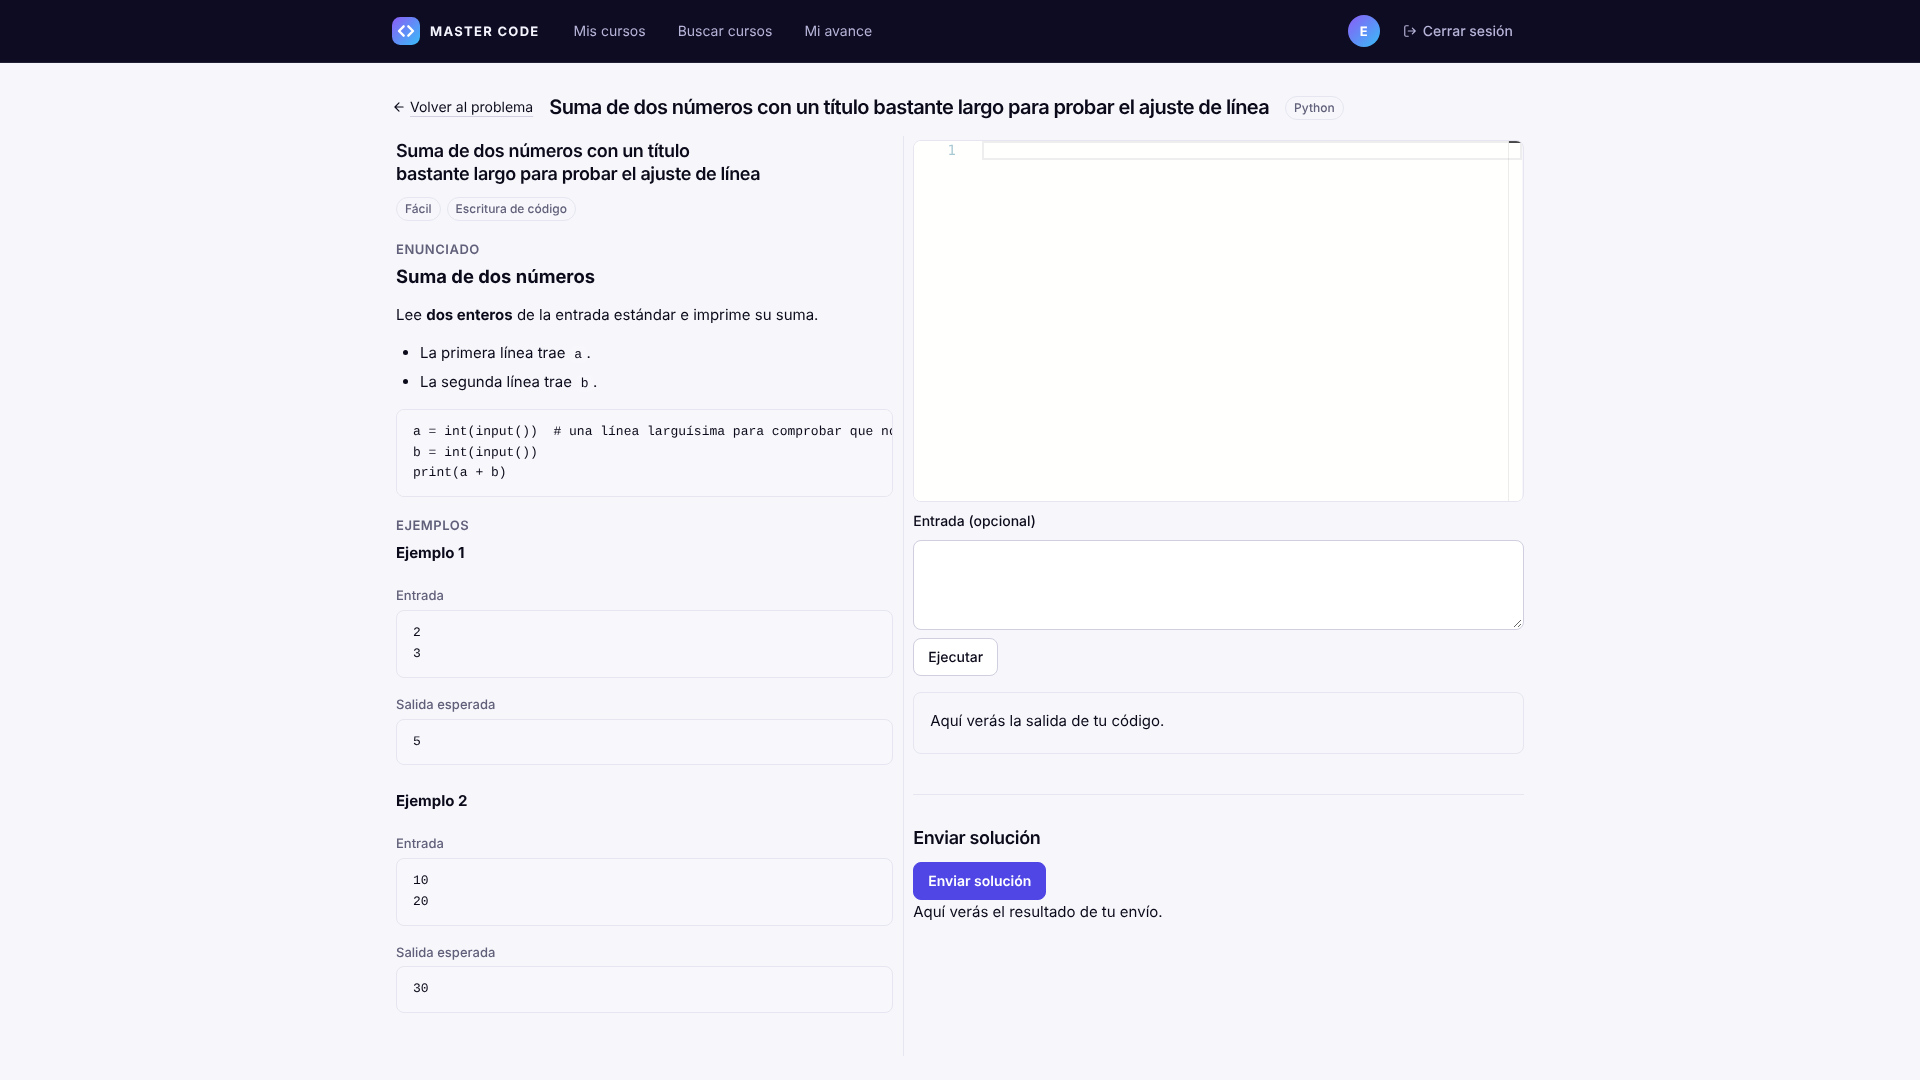 MASTER CODE
Mis cursos
Buscar cursos
Mi avance
E
Cerrar sesión
Volver al problema
Suma de dos números con un título bastante largo para probar el ajuste de línea
Python
Suma de dos números con un título
bastante largo para probar el ajuste de línea
Fácil
Escritura de código
ENUNCIADO
Suma de dos números
Lee dos enteros de la entrada estándar e imprime su suma.
• La primera línea trae a.
• La segunda línea trae b.
a = int(input())  # una línea larguísima para comprobar que
b = int(input())
print(a + b)
EJEMPLOS
Ejemplo 1
Entrada
2
3
Salida esperada
5
Ejemplo 2
Entrada
10
20
Salida esperada
30
1
Entrada (opcional)
Ejecutar
Aquí verás la salida de tu código.
Enviar solución
Enviar solución
Aquí verás el resultado de tu envío.